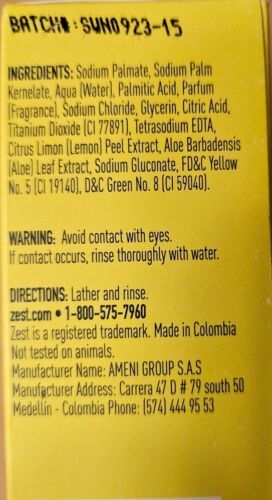 BATCH#: SWN0923-15
INGREDIENTS: Sodium Palmate, Sodium Palm
Kernelate, Aqua (Water), Palmitic Acid, Parfum
(Fragrance), Sodium Chloride, Glycerin, Citric Acid,
Titanium Dioxide (CI 77891), Tetrasodium EDTA,
Citrus Limon (Lemon) Peel Extract, Aloe Barbadensis
(Aloe) Leaf Extract, Sodium Gluconate, FD&C Yellow
No. 5 (CI 19140), D&C Green No. 8 (CI 59040).
WARNING: Avoid contact with eyes.
If contact occurs, rinse thoroughly with water.
DIRECTIONS: Lather and rinse.
zest.com • 1-800-575-7960
Zest is a registered trademark. Made in Colombia
Not tested on animals.
Manufacturer Name: AMENI GROUP S.A.S
Manufacturer Address: Carrera 47 D # 79 south 50
Medellín - Colombia Phone: (574) 444 95 53